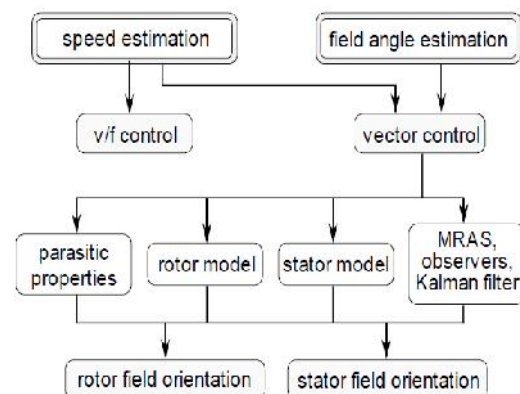 speed estimation
field angle estimation
v/f control
vector control
parasitic
properties
rotor model
stator model
MRAS,
observers,
Kalman filter
rotor field orientation
stator field orientation